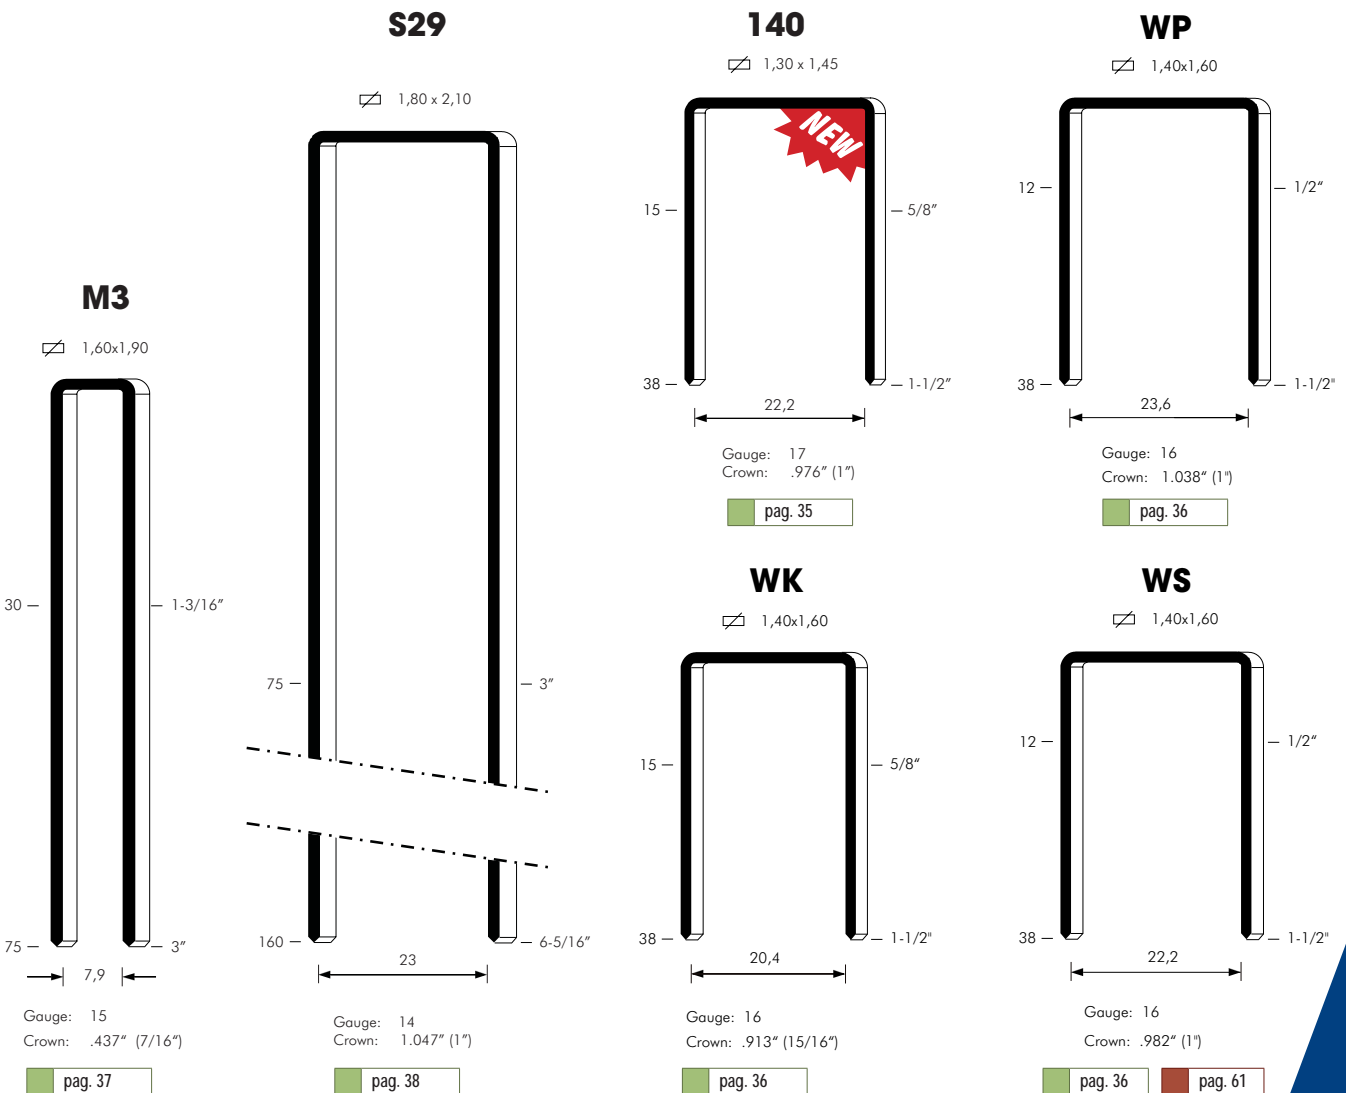 S29
1,80 x 2,10
75
3”
160
6-5/16”
23
Gauge: 14
Crown: 1.047” (1”)
pag. 38
140
1,30 x 1,45
NEW
15
5/8”
38
1-1/2”
22,2
Gauge: 17
Crown: .976” (1”)
pag. 35
WP
1,40x1,60
12
1/2“
38
1-1/2"
23,6
Gauge: 16
Crown: 1.038“ (1")
pag. 36
M3
1,60x1,90
30
1-3/16”
75
3”
7,9
Gauge: 15
Crown: .437“ (7/16“)
pag. 37
WK
1,40x1,60
15
5/8“
38
1-1/2"
20,4
Gauge: 16
Crown: .913“ (15/16“)
pag. 36
WS
1,40x1,60
12
1/2“
38
1-1/2"
22,2
Gauge: 16
Crown: .982“ (1")
pag. 36
pag. 61